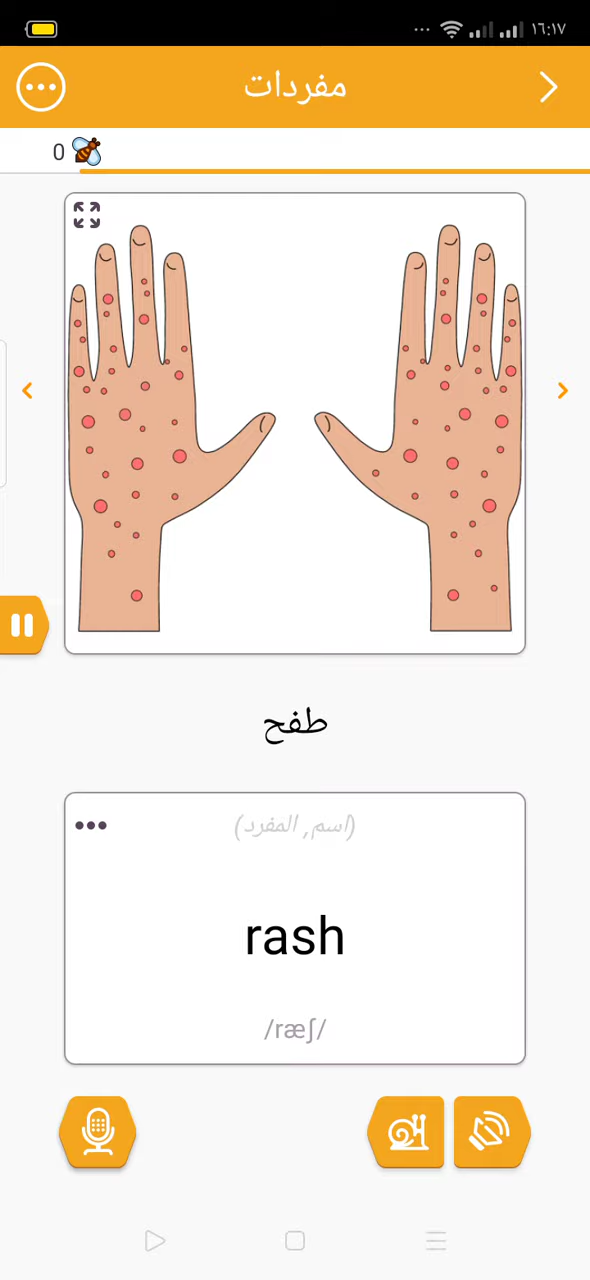 ١٦:١٧
مفردات
0
طفح
(اسم, المفرد)
rash
/ræʃ/